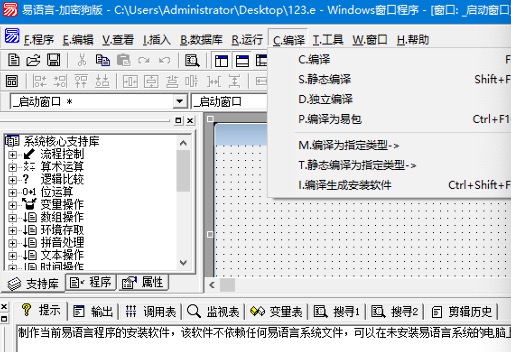 易语言-加密狗版 - C:\Users\Administrator\Desktop\123.e - Windows窗口程序 - [窗口: _启动窗口
F.程序 E.编辑 V.查看 I.插入 B.数据库 R.运行 C.编译 T.工具 W.窗口 H.帮助
C.编译 F
S.静态编译 Shift+F
D.独立编译
P.编译为易包 Ctrl+F1
M.编译为指定类型->
T.静态编译为指定类型->
I.编译生成安装软件 Ctrl+Shift+F
_启动窗口 *
_启动窗口
系统核心支持库
流程控制
算术运算
逻辑比较
位运算
变量操作
数组操作
环境存取
拼音处理
文本操作
时间操作
支持库 程序 属性
提示 输出 调用表 监视表 变量表 搜寻1 搜寻2 剪辑历史
制作当前易语言程序的安装软件，该软件不依赖任何易语言系统文件，可以在未安装易语言系统的电脑上